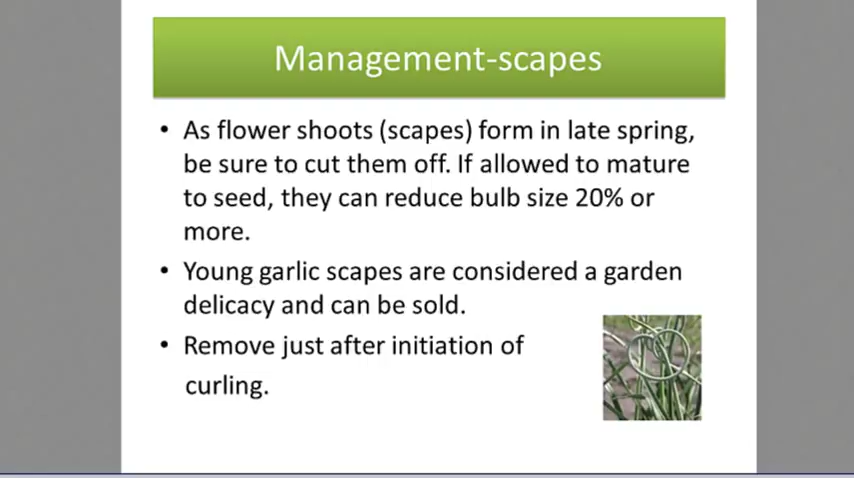 Management-scapes
• As flower shoots (scapes) form in late spring,
be sure to cut them off. If allowed to mature
to seed, they can reduce bulb size 20% or
more.
• Young garlic scapes are considered a garden
delicacy and can be sold.
• Remove just after initiation of
curling.